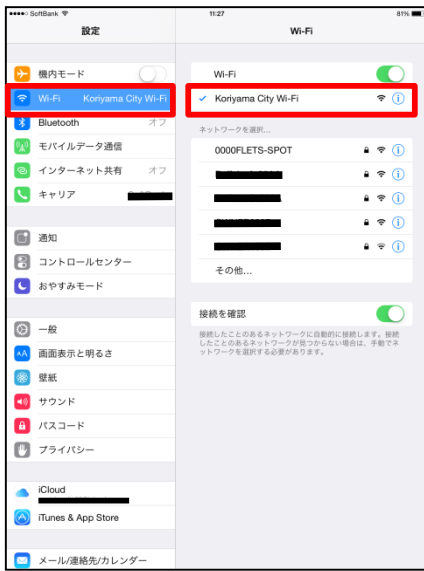 SoftBank
11:27
81%
設定
Wi-Fi
機内モード
Wi-Fi Koriyama City Wi-Fi
Bluetooth オフ
モバイルデータ通信
インターネット共有 オフ
キャリア
通知
コントロールセンター
おやすみモード
一般
画面表示と明るさ
壁紙
サウンド
パスコード
プライバシー
iCloud
iTunes & App Store
メール/連絡先/カレンダー
Wi-Fi
Koriyama City Wi-Fi
ネットワークを選択...
0000FLETS-SPOT
その他...
接続を確認
接続したことのあるネットワークに自動的に接続します。接続
したことのあるネットワークが見つからない場合は、手動でネ
ットワークを選択する必要があります。